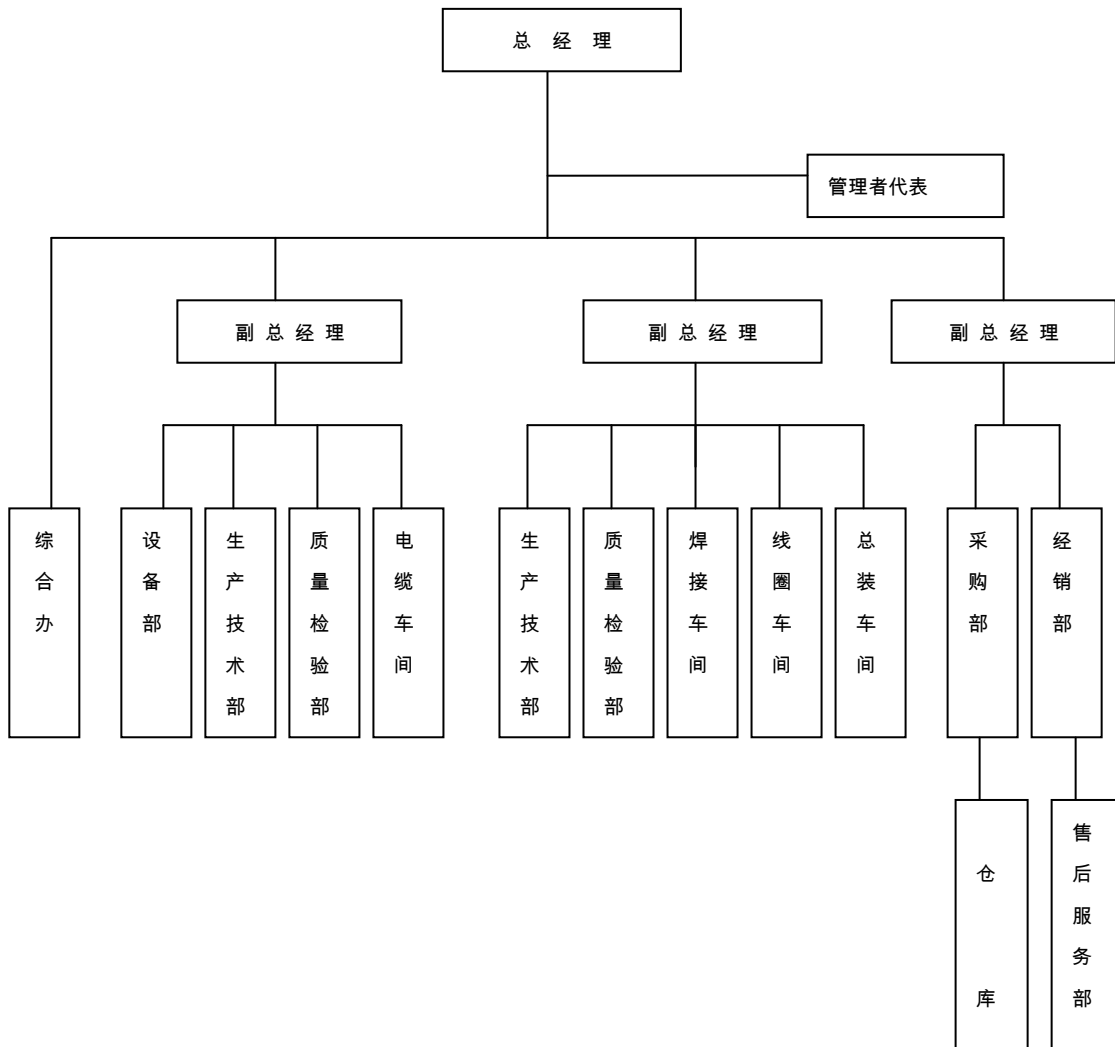 总 经 理
管理者代表
副 总 经 理
副 总 经 理
副 总 经 理
综合办
设备部
生产技术部
质量检验部
电缆车间
生产技术部
质量检验部
焊接车间
线圈车间
总装车间
采购部
经销部
仓库
售后服务部